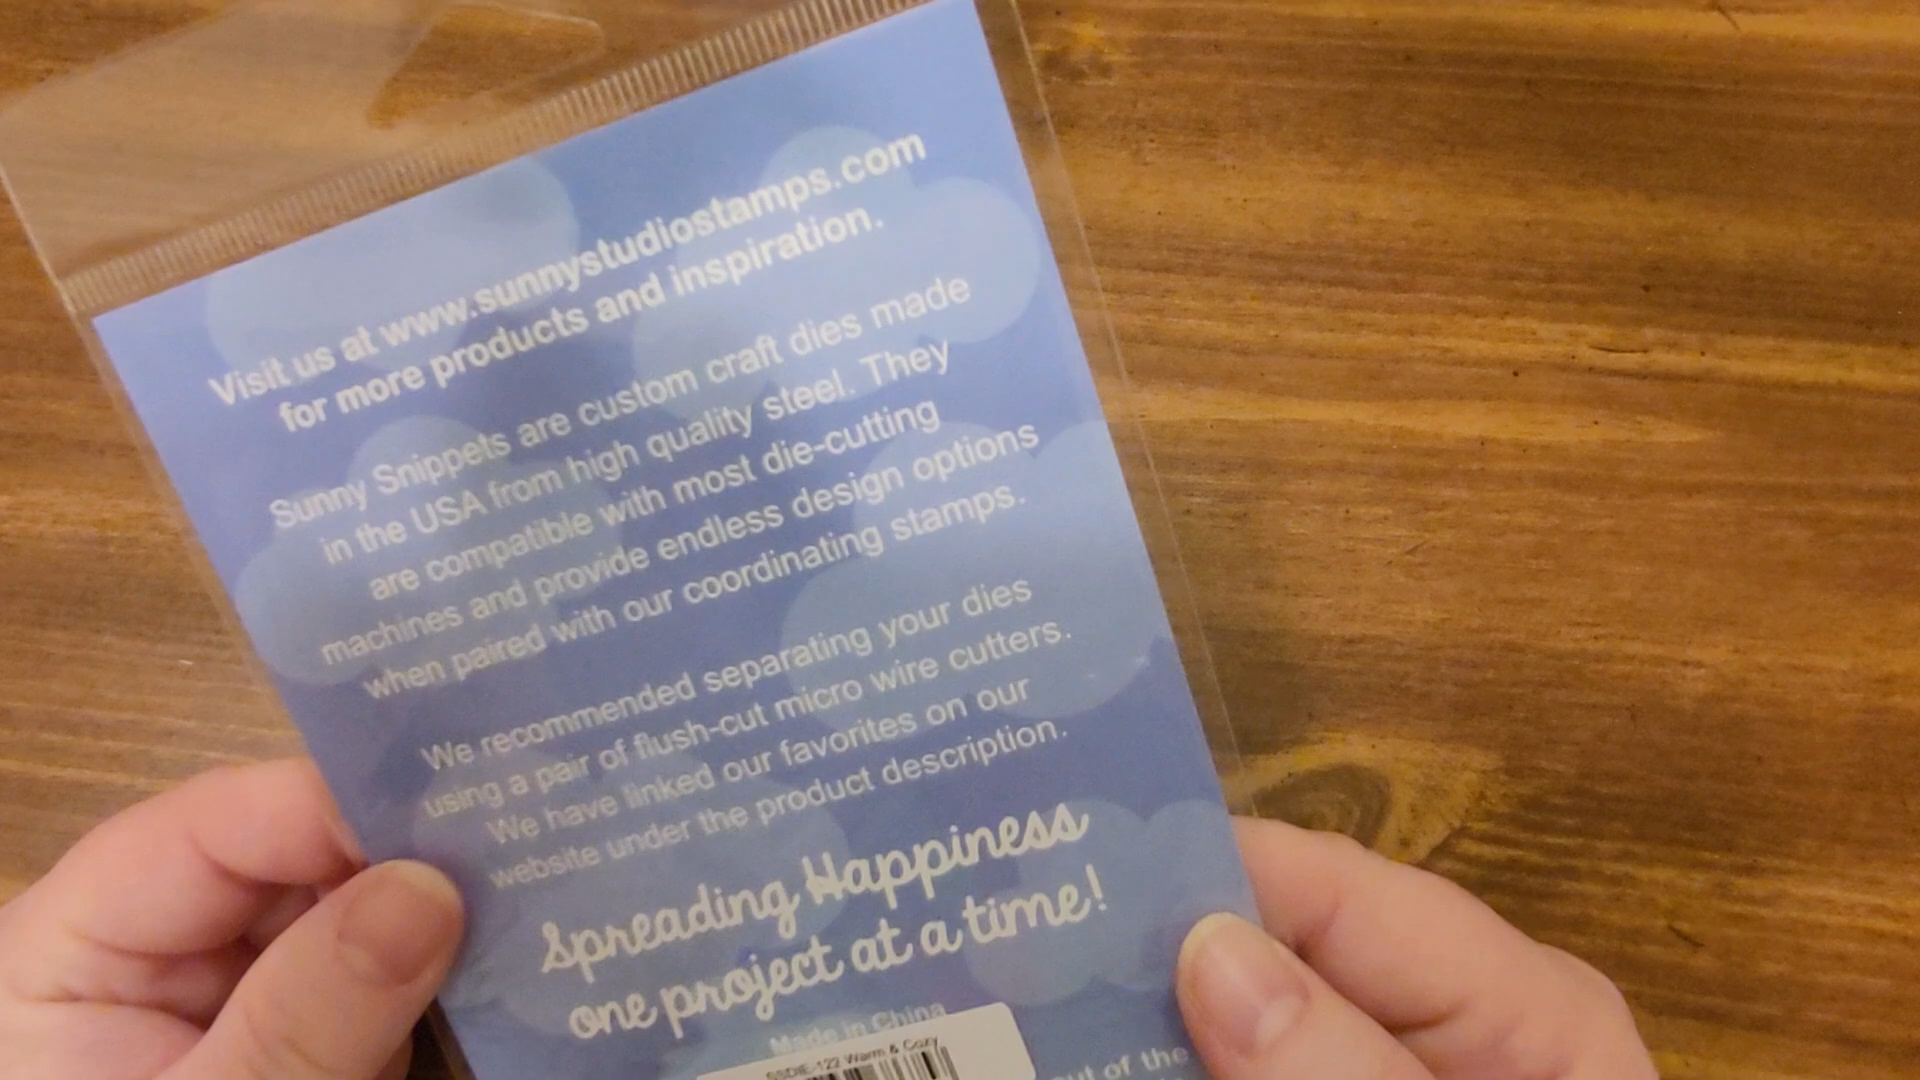 Visit us at www.sunnystudiostamps.com
for more products and inspiration.
Sunny Snippets are custom craft dies made
in the USA from high quality steel. They
are compatible with most die-cutting
machines and provide endless design options
when paired with our coordinating stamps.
We recommended separating your dies
using a pair of flush-cut micro wire cutters.
We have linked our favorites on our
website under the product description.
Spreading Happiness
one project at a time!
Made in China
SSDIE-122 Warm & Cozy
out of the